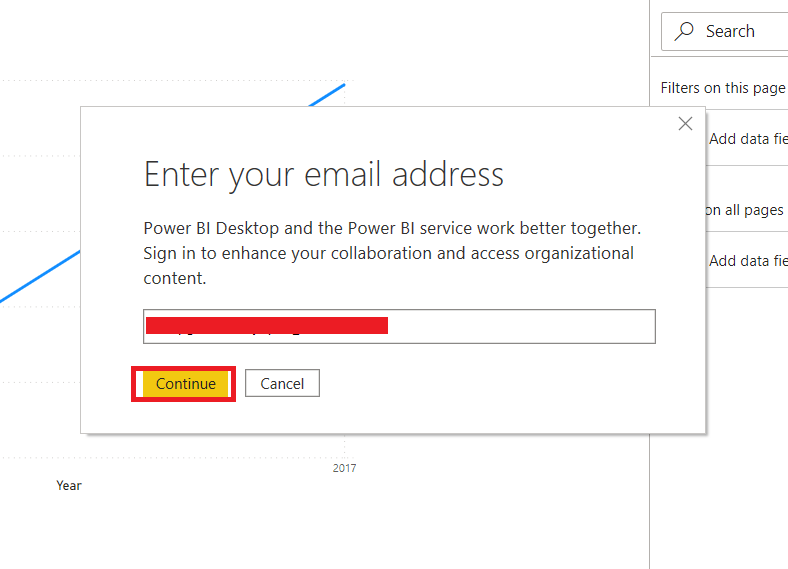 Search
Filters on this page
Add data fie
Enter your email address
Power BI Desktop and the Power BI service work better together.
Sign in to enhance your collaboration and access organizational
content.
on all pages
Add data fie
Continue
Cancel
2017
Year